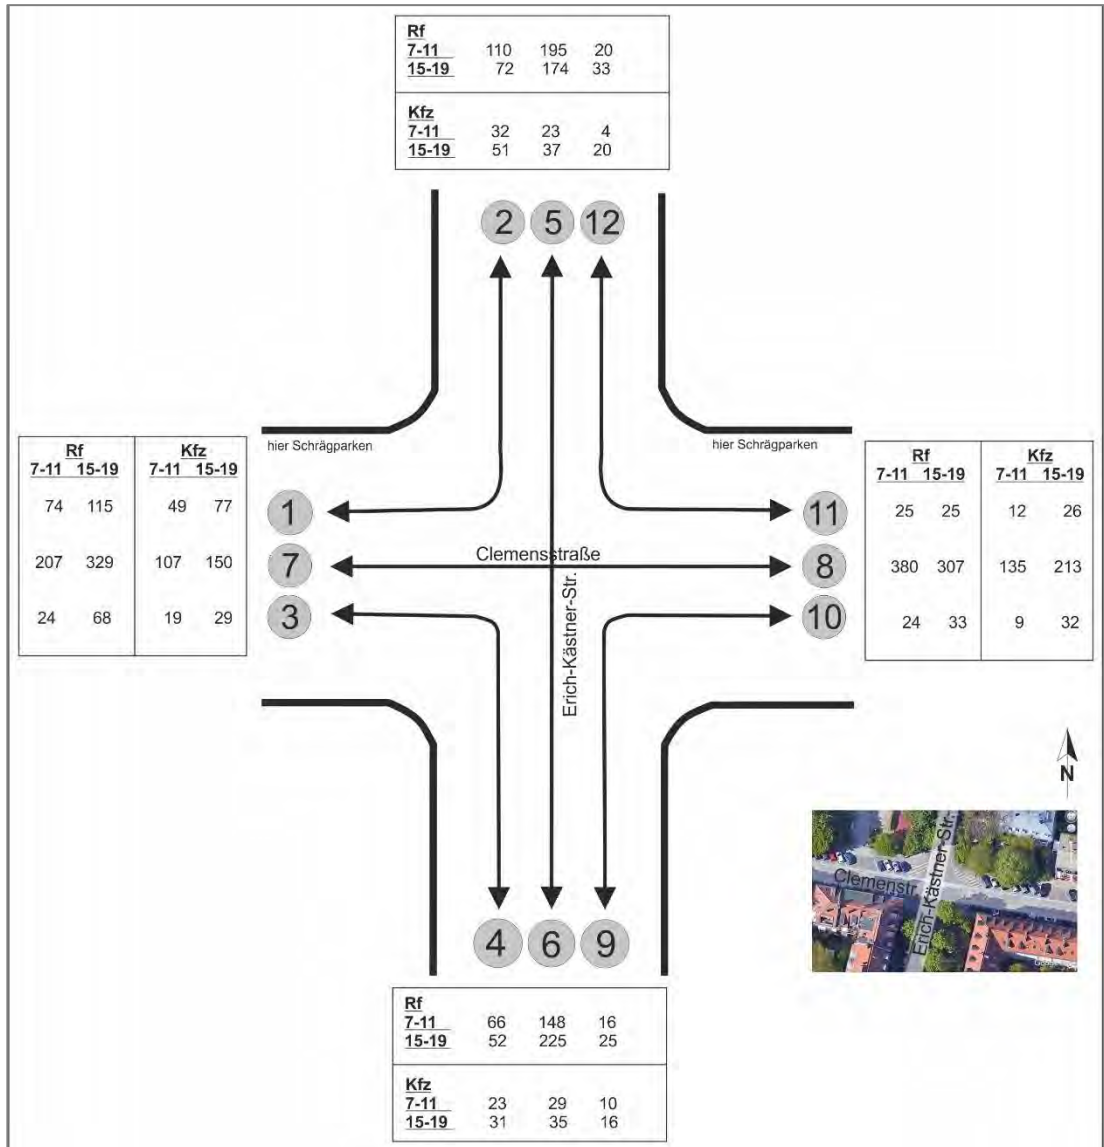 Rf
7-11 110 195 20
15-19 72 174 33
Kfz
7-11 32 23 4
15-19 51 37 20
2 5 12
hier Schrägparken
hier Schrägparken
Rf Kfz
7-11 15-19 7-11 15-19
74 115 49 77
207 329 107 150
24 68 19 29
1
7
3
Clemensstraße
Erich-Kästner-Str.
11
8
10
Rf Kfz
7-11 15-19 7-11 15-19
25 25 12 26
380 307 135 213
24 33 9 32
N
Clemenstr.
Erich-Kästner-Str.
4 6 9
Rf
7-11 66 148 16
15-19 52 225 25
Kfz
7-11 23 29 10
15-19 31 35 16